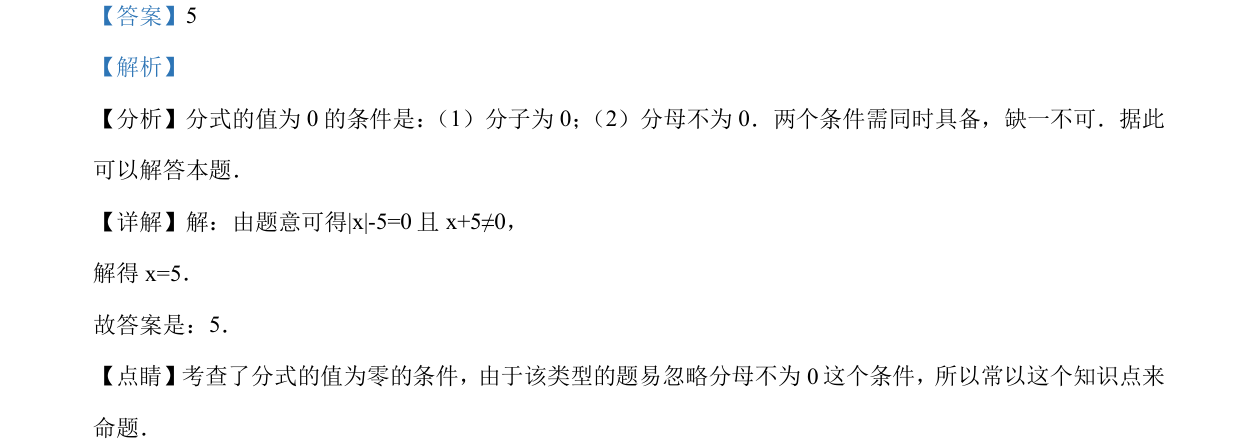 【答案】5
【解析】
【分析】分式的值为 0 的条件是：（1）分子为 0；（2）分母不为 0．两个条件需同时具备，缺一不可．据此
可以解答本题．
【详解】解：由题意可得|x|-5=0 且 x+5≠0，
解得 x=5．
故答案是：5．
【点睛】考查了分式的值为零的条件，由于该类型的题易忽略分母不为 0 这个条件，所以常以这个知识点来
命题．